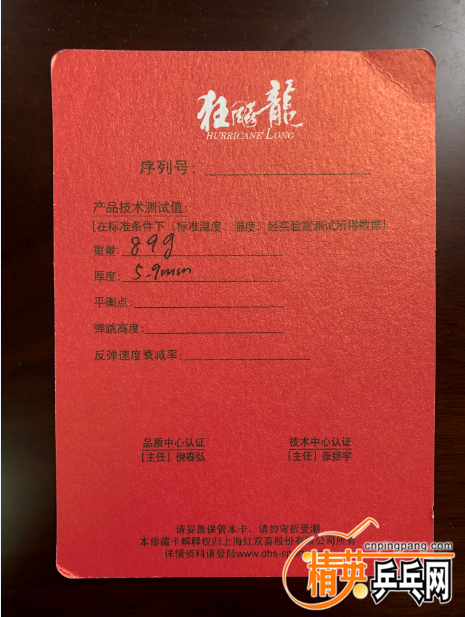 狂飚龍
HURRICANE LONG
序列号:
产品技术测试值:
[在标准条件下(标准温度、湿度)经实验室测试所得数据]
重量: 89g
厚度: 5.9mm
平衡点:
弹跳高度:
反弹速度衰减率:
品质中心认证 技术中心认证
[主任] 倪春弘 [主任] 张琢宇
请妥善保管本卡、请勿弯折受潮
本珍藏卡解释权归上海红双喜股份有限公司所有
详情资料请登陆www.dhs-sp
cnpingpang.com
精英乒乓网